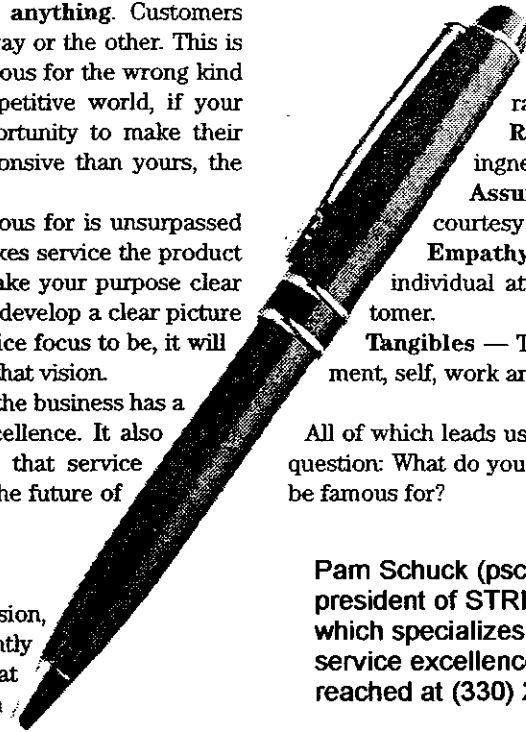 anything. Customers
way or the other. This is
ous for the wrong kind
petitive world, if your
ortunity to make their
onsive than yours, the
ous for is unsurpassed
kes service the product
ake your purpose clear
develop a clear picture
ice focus to be, it will
hat vision.
the business has a
cellence. It also
that service
he future of
sion,
ntly
at
ra
R
ingne
Assu
courtesy
Empathy
individual at
tomer.
Tangibles — T
ment, self, work an
All of which leads us
question: What do you
be famous for?
Pam Schuck (psc
president of STRI
which specializes
service excellence
reached at (330)